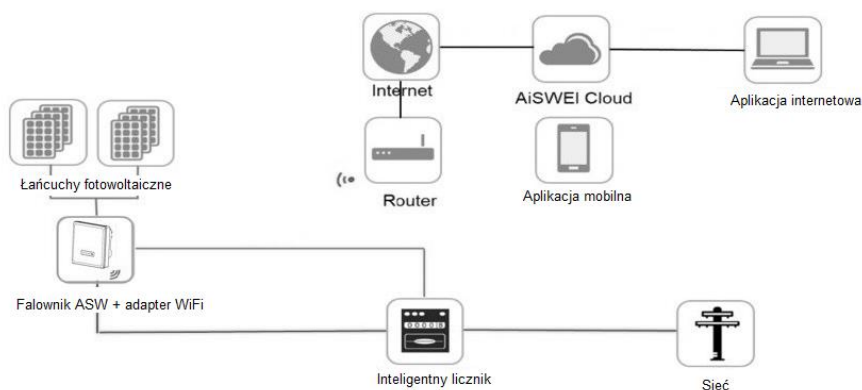 Internet
AiSWEI Cloud
Aplikacja internetowa
Łańcuchy fotowoltaiczne
Router
Aplikacja mobilna
Falownik ASW + adapter WiFi
Inteligentny licznik
Sieć